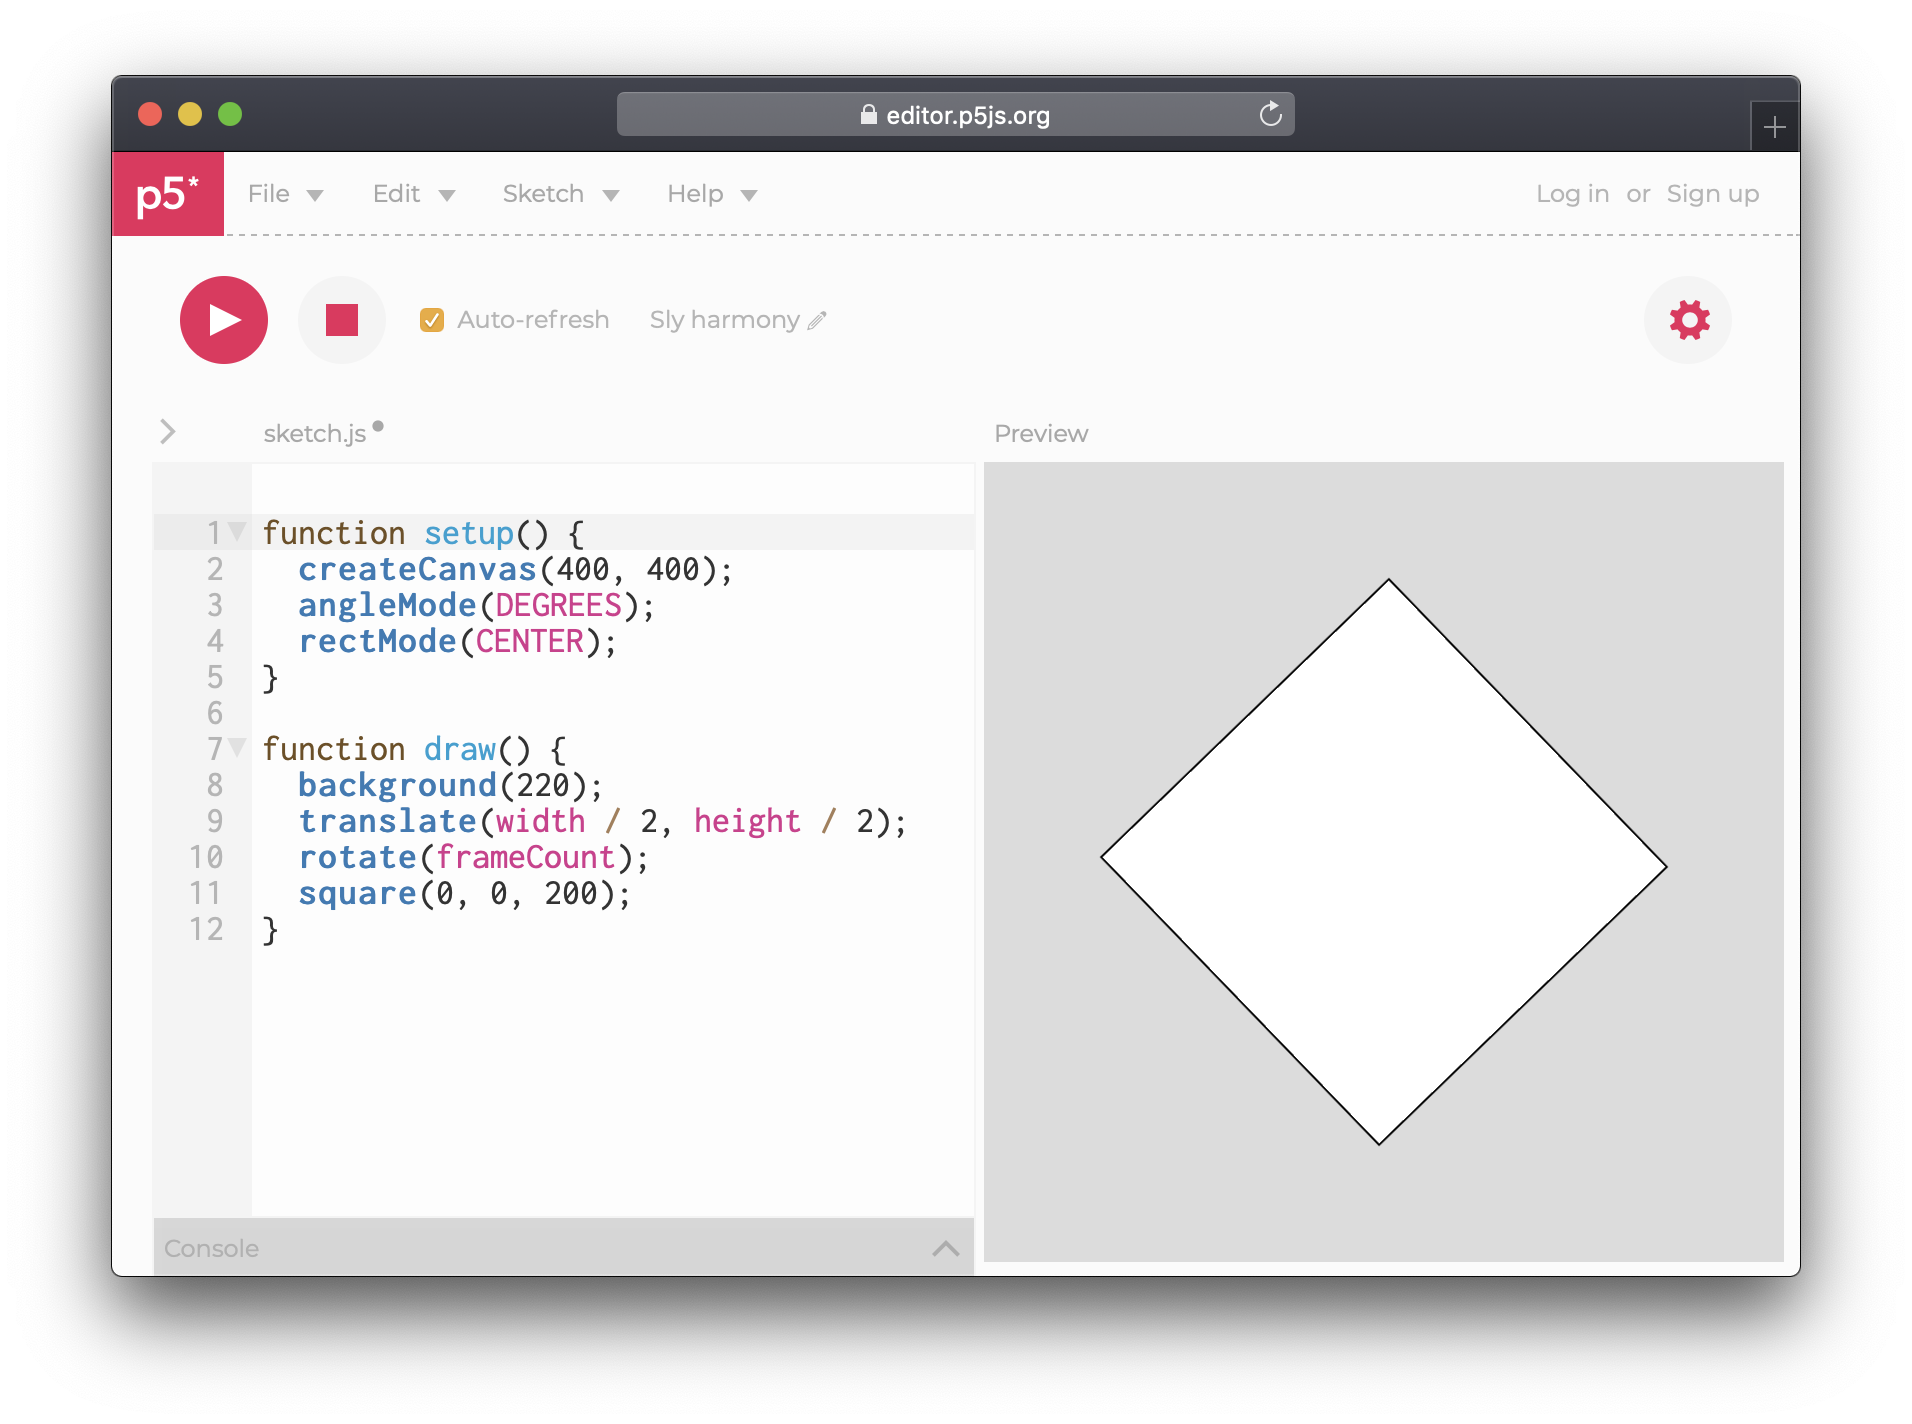 editor.p5js.org
p5*
File Edit Sketch Help Log in or Sign up
Auto-refresh Sly harmony
sketch.js
Preview
1 function setup() {
2   createCanvas(400, 400);
3   angleMode(DEGREES);
4   rectMode(CENTER);
5 }
6
7 function draw() {
8   background(220);
9   translate(width / 2, height / 2);
10   rotate(frameCount);
11   square(0, 0, 200);
12 }
Console